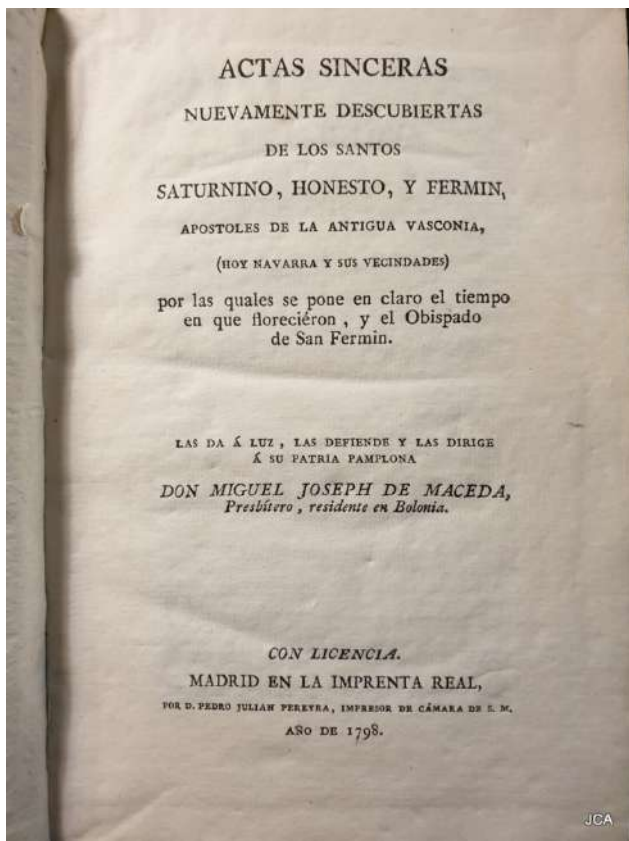 ACTAS SINCERAS
NUEVAMENTE DESCUBIERTAS
DE LOS SANTOS
SATURNINO, HONESTO, Y FERMIN,
APOSTOLES DE LA ANTIGUA VASCONIA,
(HOY NAVARRA Y SUS VECINDADES)
por las quales se pone en claro el tiempo
en que floreciéron, y el Obispado
de San Fermin.
LAS DA Á LUZ, LAS DEFIENDE Y LAS DIRIGE
Á SU PATRIA PAMPLONA
DON MIGUEL JOSEPH DE MACEDA,
Presbítero, residente en Bolonia.
CON LICENCIA.
MADRID EN LA IMPRENTA REAL,
POR D. PEDRO JULIAN PEREYRA, IMPRESOR DE CÁMARA DE S. M.
AÑO DE 1798.
JCA